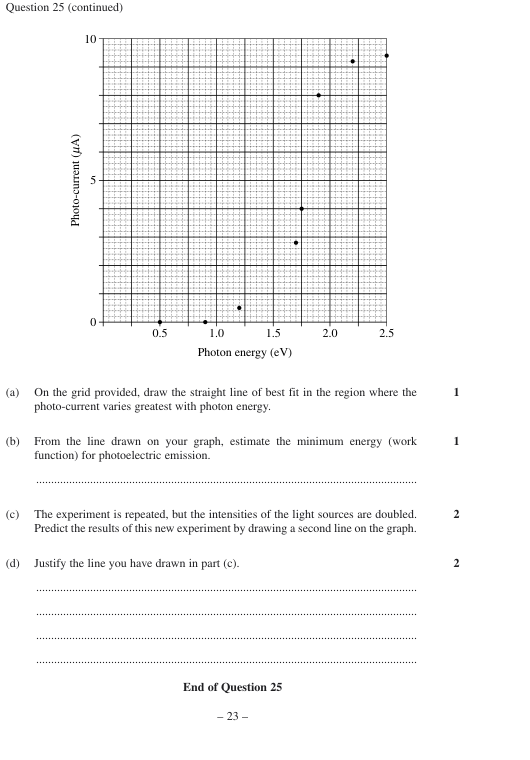 Question 25 (continued)
10
Photo-current (μA)
5
0
0.5 1.0 1.5 2.0 2.5
Photon energy (eV)
(a) On the grid provided, draw the straight line of best fit in the region where the 1
photo-current varies greatest with photon energy.
(b) From the line drawn on your graph, estimate the minimum energy (work 1
function) for photoelectric emission.
(c) The experiment is repeated, but the intensities of the light sources are doubled. 2
Predict the results of this new experiment by drawing a second line on the graph.
(d) Justify the line you have drawn in part (c). 2
End of Question 25
– 23 –